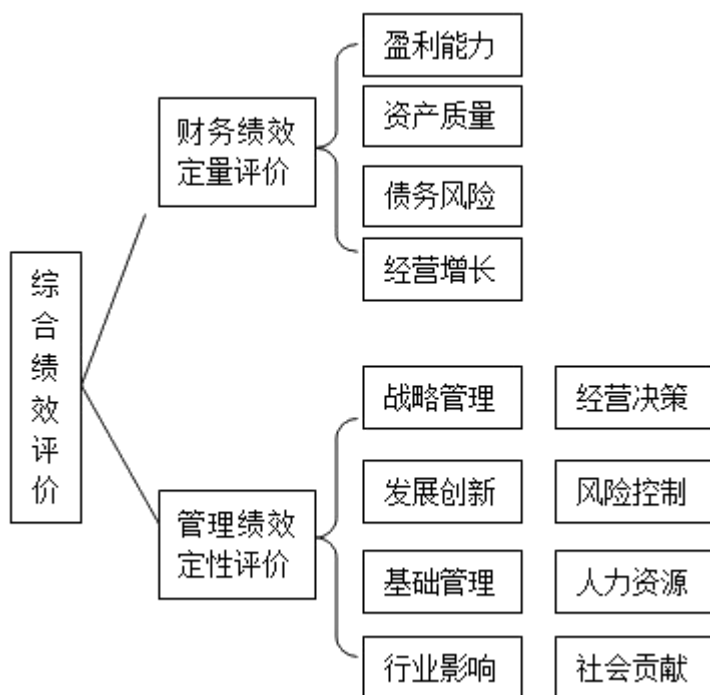 综合绩效评价
财务绩效
定量评价
盈利能力
资产质量
债务风险
经营增长
管理绩效
定性评价
战略管理 经营决策
发展创新 风险控制
基础管理 人力资源
行业影响 社会贡献